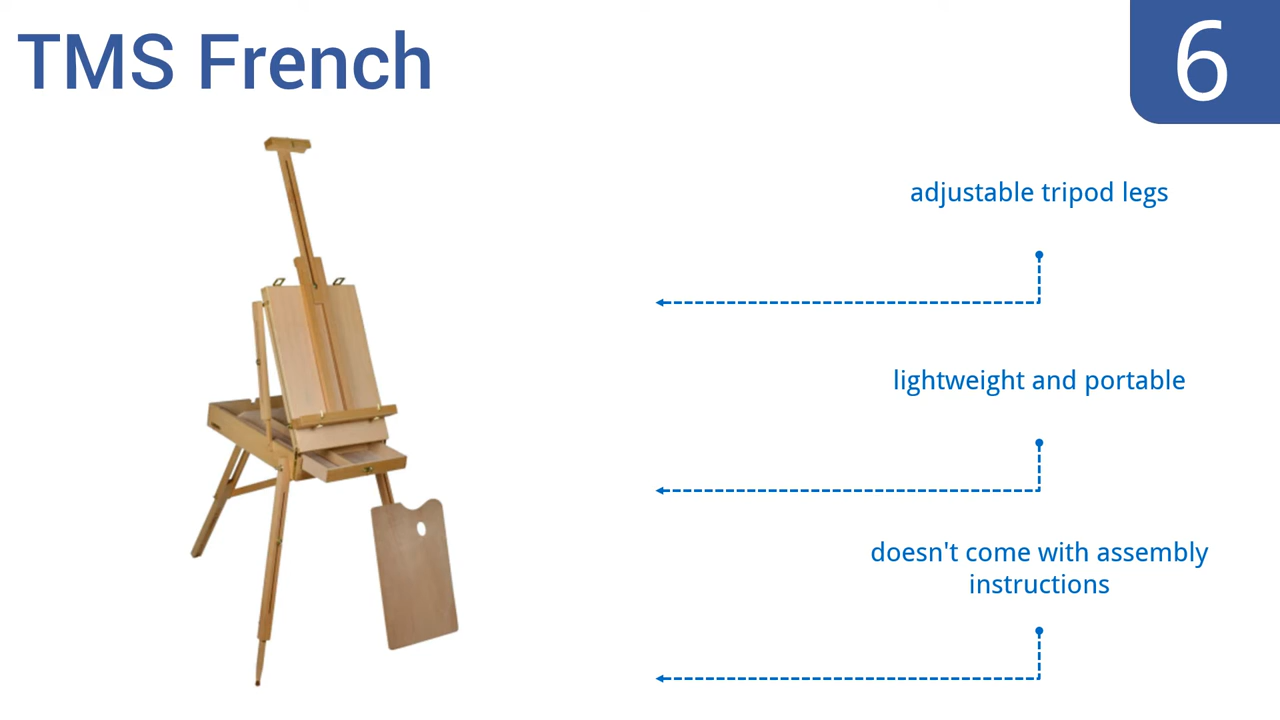 TMS French
6
adjustable tripod legs
lightweight and portable
doesn't come with assembly
instructions